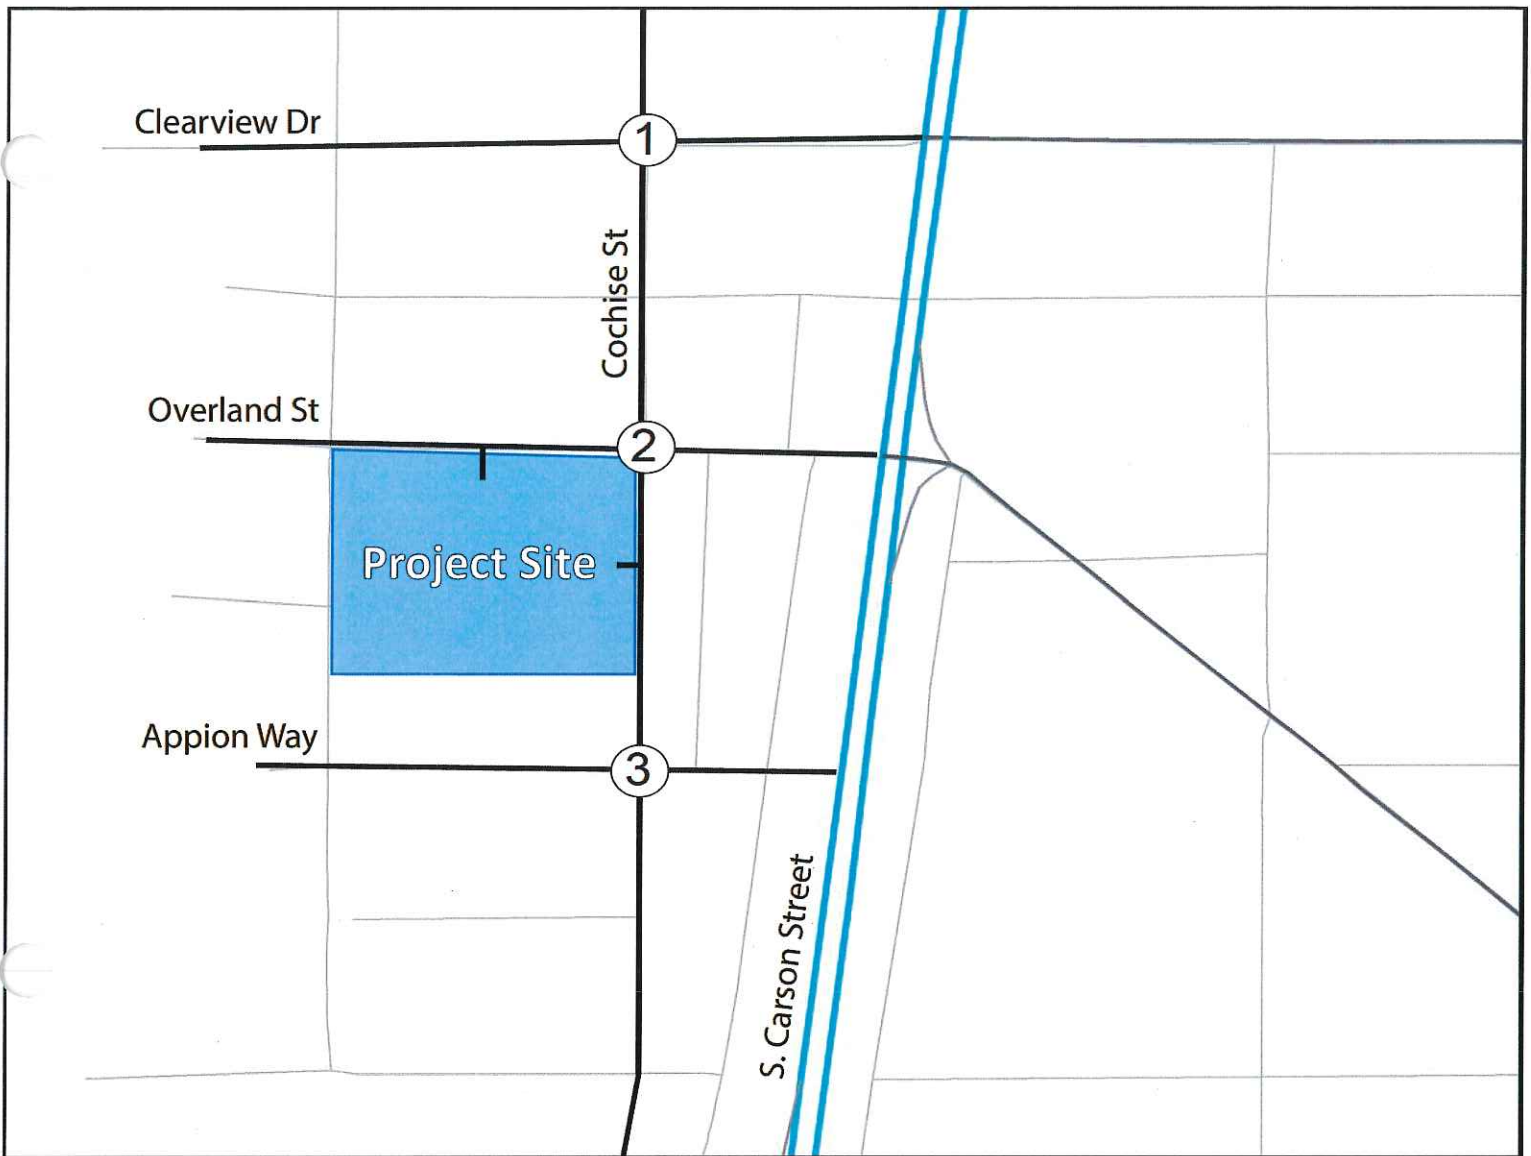 Clearview Dr
1
Cochise St
Overland St
2
Project Site
Appion Way
3
S. Carson Street